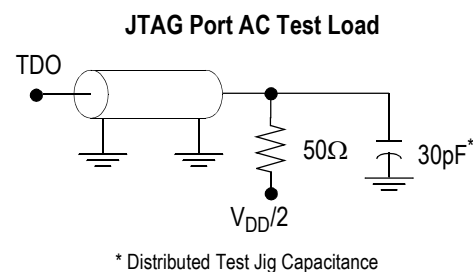 JTAG Port AC Test Load
TDO
50Ω
30pF*
VDD/2
* Distributed Test Jig Capacitance